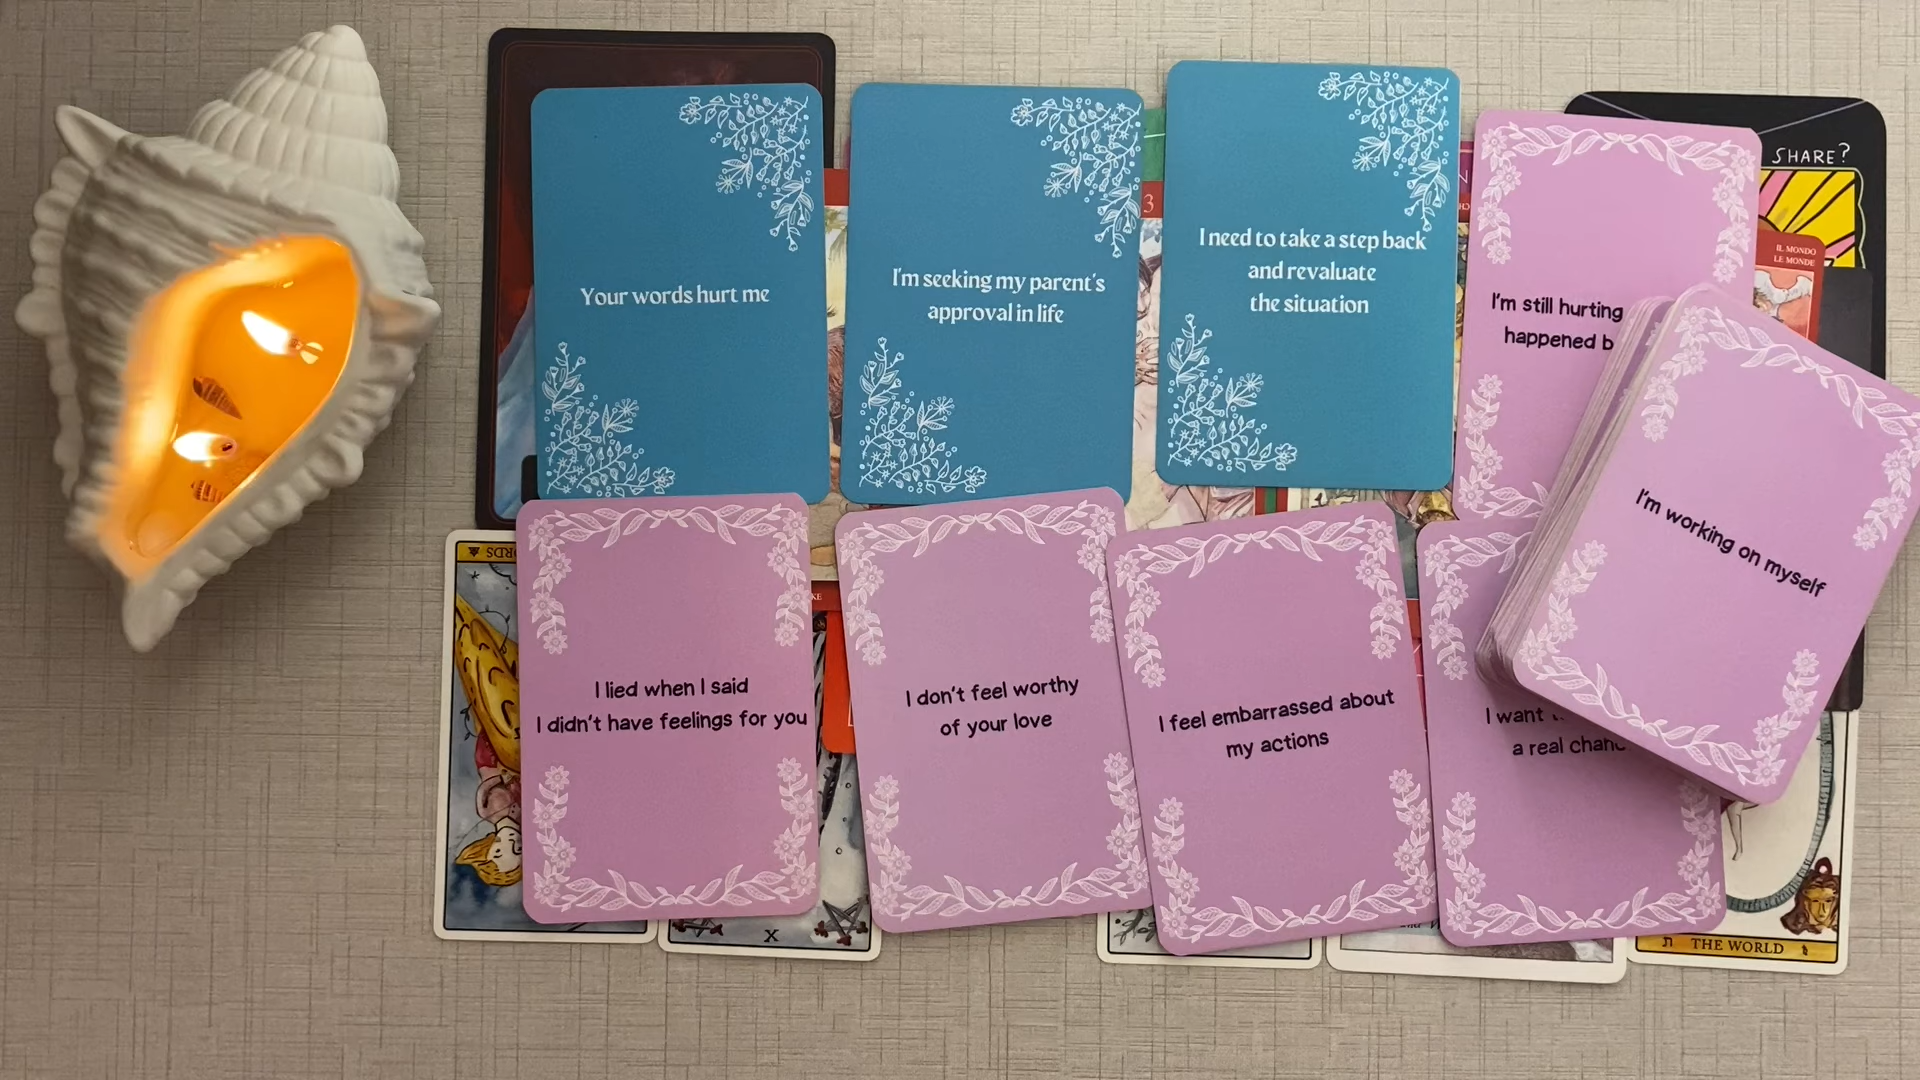 Your words hurt me
I'm seeking my parent's
approval in life
I need to take a step back
and revaluate
the situation
I'm still hurting
happened b
SHARE?
3
IL MONDO
LE MONDE
I'm working on myself
I lied when I said
I didn't have feelings for you
I don't feel worthy
of your love
I feel embarrassed about
my actions
I want
a real chanc
X
THE WORLD